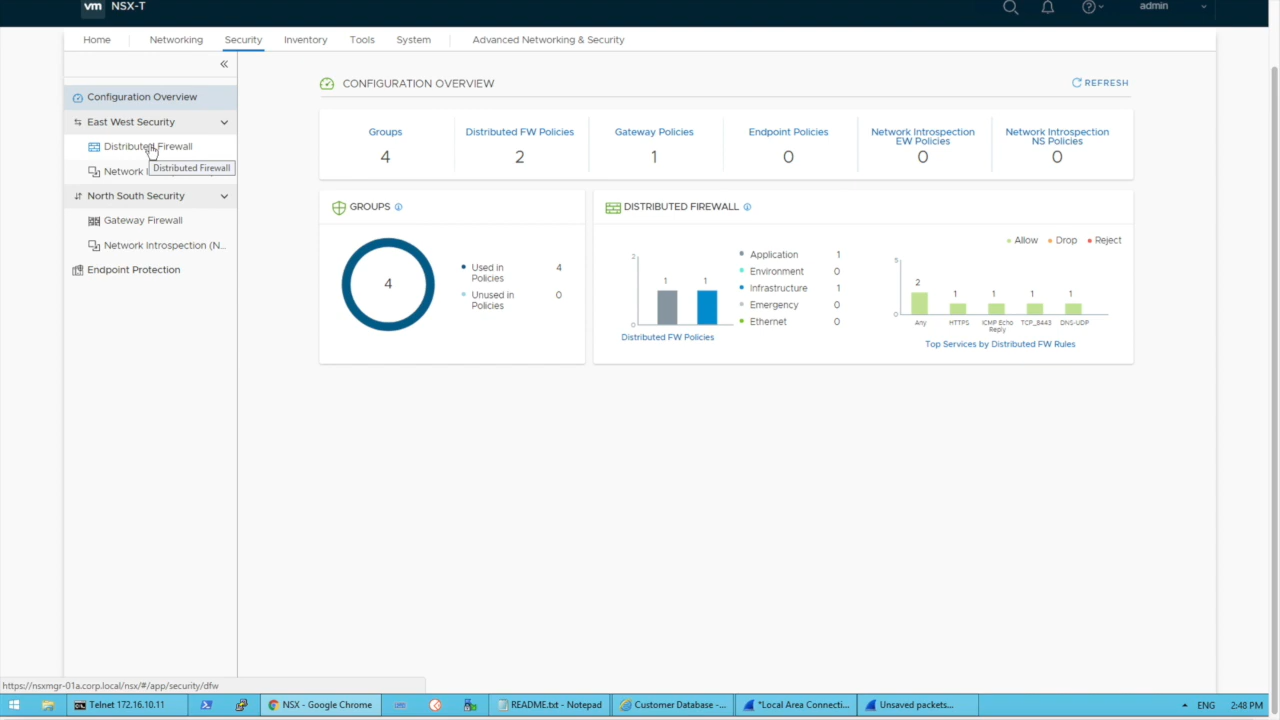 vm NSX-T
admin
Home Networking Security Inventory Tools System Advanced Networking & Security
«
Configuration Overview
East West Security
Distributed Firewall
Distributed Firewall
Network
North South Security
Gateway Firewall
Network Introspection (N...
Endpoint Protection
CONFIGURATION OVERVIEW
REFRESH
Groups
4
Distributed FW Policies
2
Gateway Policies
1
Endpoint Policies
0
Network Introspection
EW Policies
0
Network Introspection
NS Policies
0
GROUPS
4
Used in
Policies
4
Unused in
Policies
0
DISTRIBUTED FIREWALL
2
0
1
1
Distributed FW Policies
Application 1
Environment 0
Infrastructure 1
Emergency 0
Ethernet 0
Allow Drop Reject
5
0
2
1
1
1
1
Any
HTTPS
ICMP Echo
Reply
TCP_8443
DNS-UDP
Top Services by Distributed FW Rules
https://nsxmgr-01a.corp.local/nsx/#/app/security/dfw
Telnet 172.16.10.11
NSX - Google Chrome
README.txt - Notepad
Customer Database -...
*Local Area Connecti...
Unsaved packets...
ENG
2:48 PM